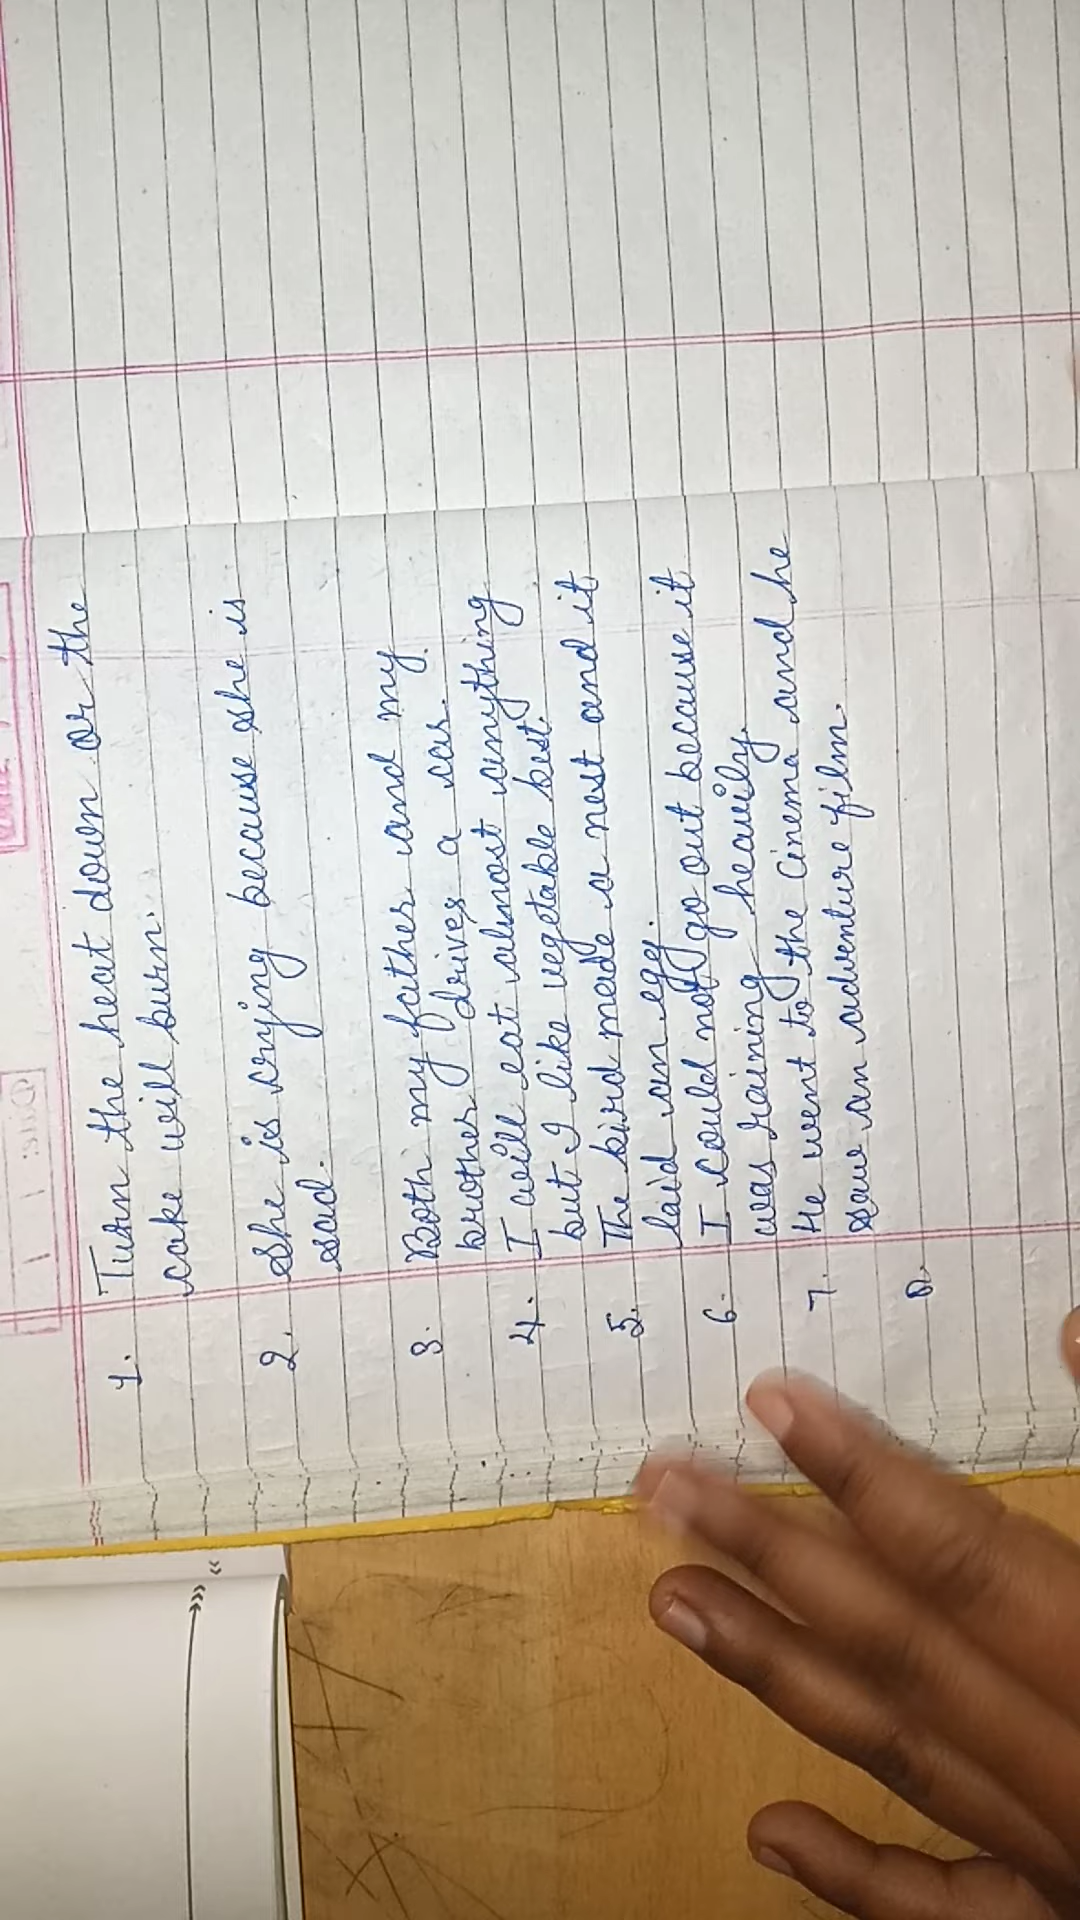 1. Turn the heat down or the
cake will burn.
2. She is crying because she is
sad.
3. Both my father and my
brother drives a car.
4. I will eat almost anything
but I like vegetable best.
5. The bird made a nest and it
laid an egg.
6. I could not go out because it
was raining heavily.
7. He went to the cinema and he
saw an adventure film.
8.